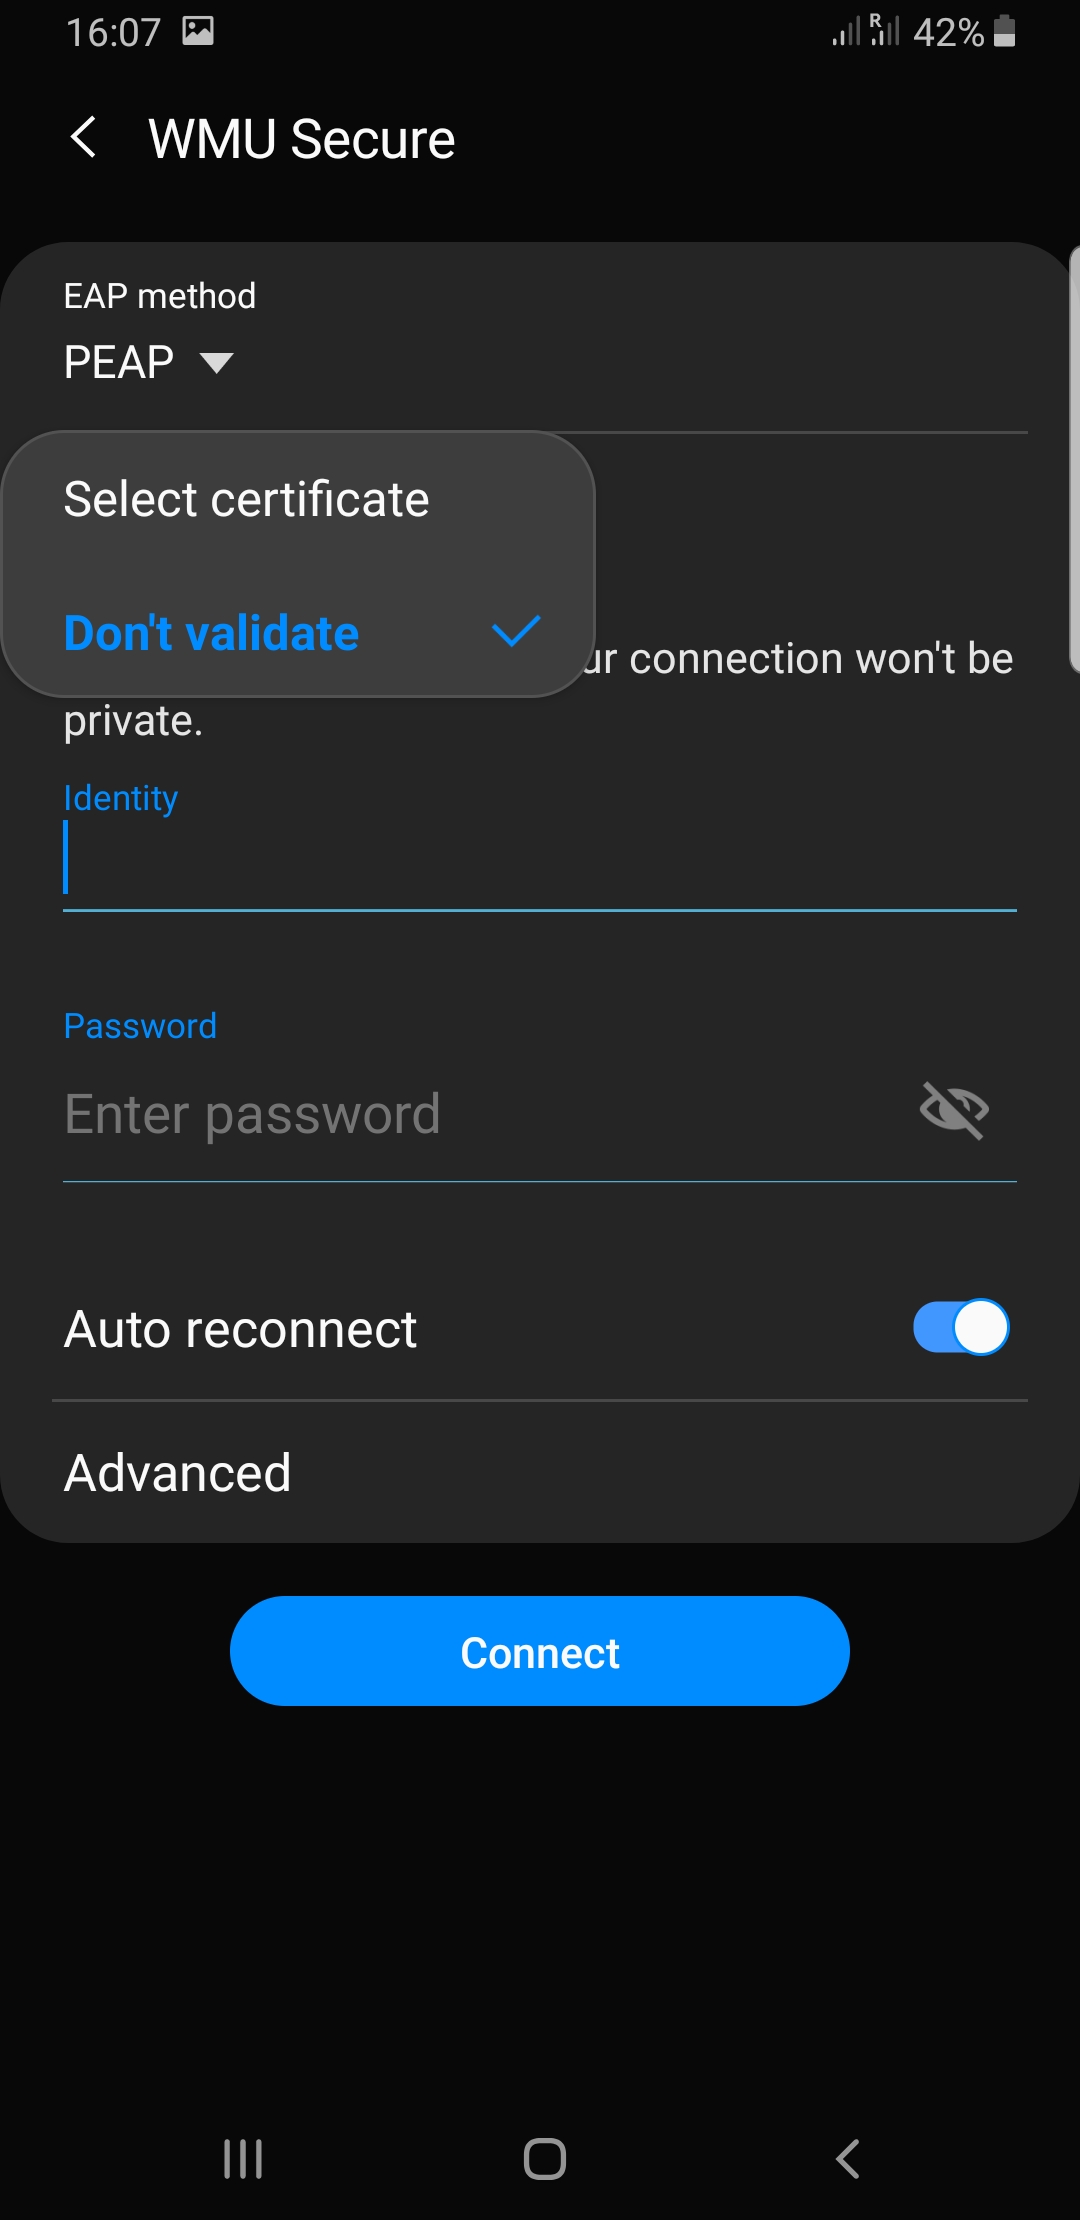 16:07
R 42%
WMU Secure
EAP method
PEAP
Select certificate
Don't validate
connection won't be
private.
Identity
Password
Enter password
Auto reconnect
Advanced
Connect